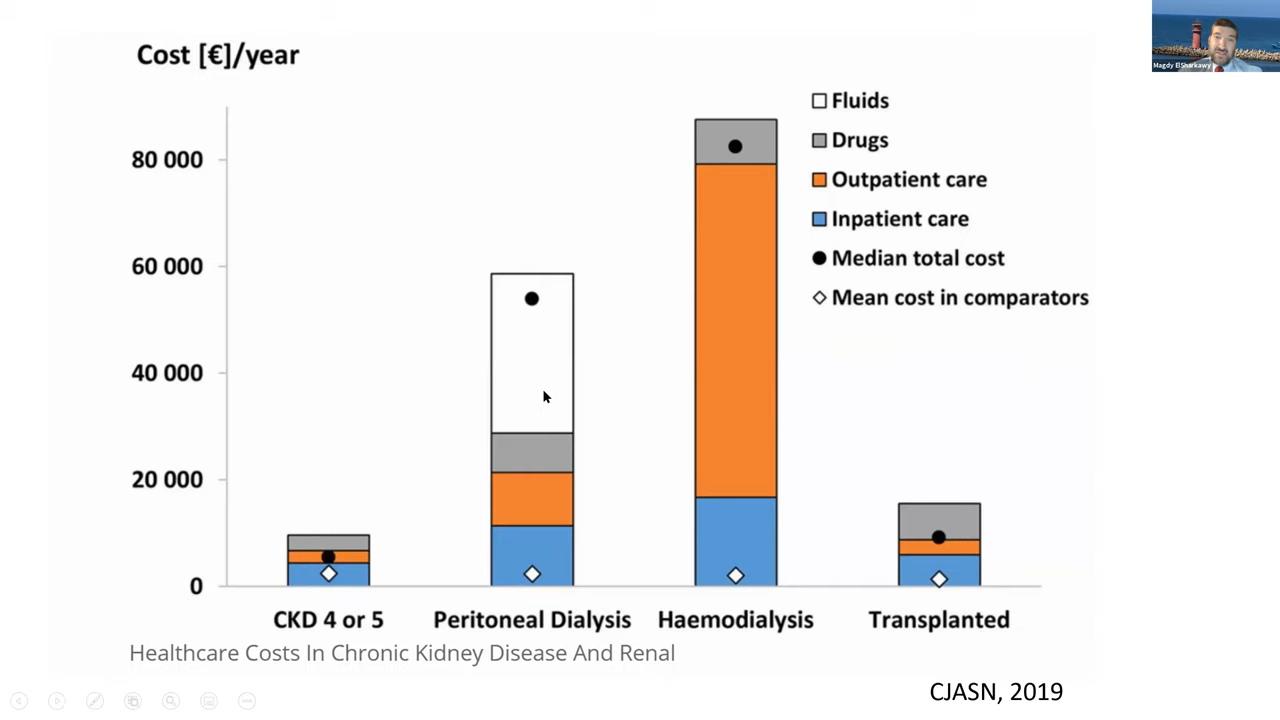 Cost [€]/year
Magdy ElSharkawy
80 000
60 000
40 000
20 000
0
Fluids
Drugs
Outpatient care
Inpatient care
Median total cost
Mean cost in comparators
CKD 4 or 5
Peritoneal Dialysis
Haemodialysis
Transplanted
Healthcare Costs In Chronic Kidney Disease And Renal
CJASN, 2019